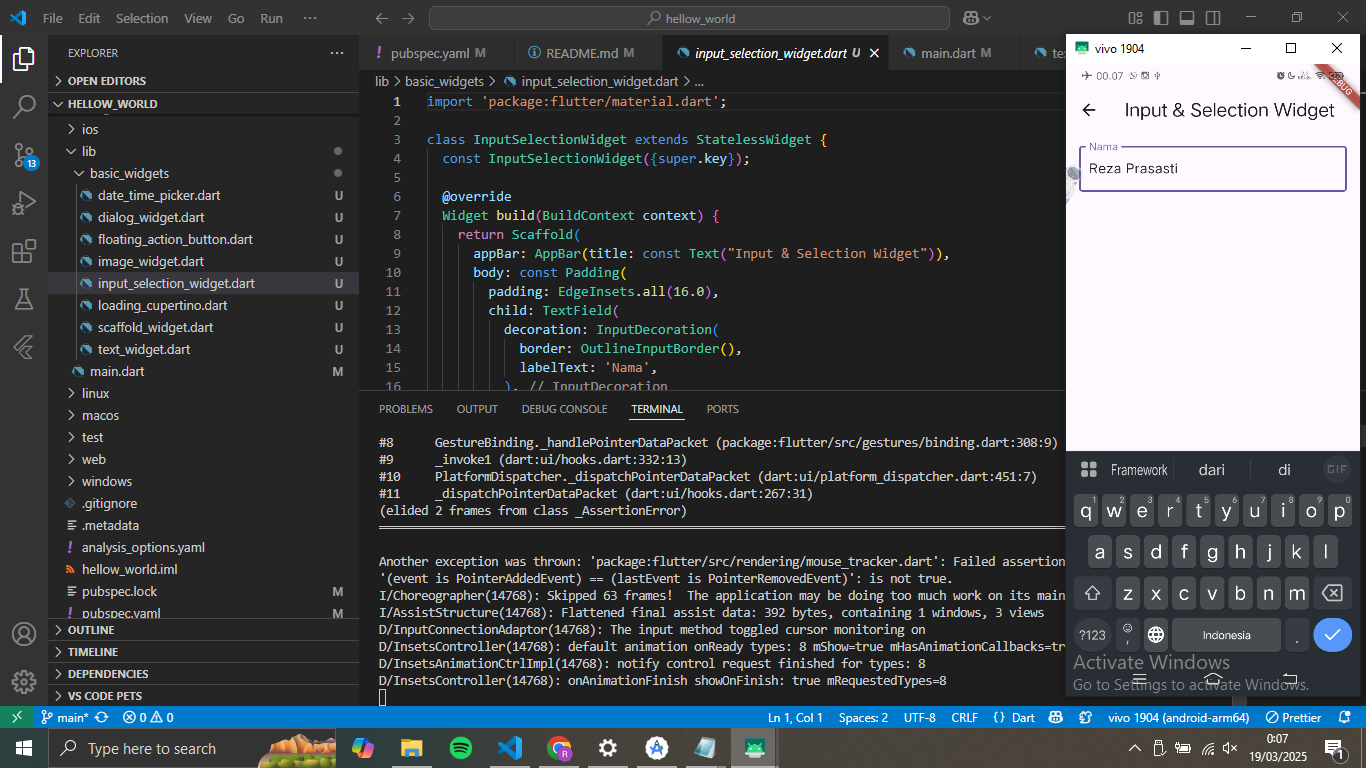 File Edit Selection View Go Run ··· hellow_world
EXPLORER
OPEN EDITORS
HELLOW_WORLD
ios
lib
basic_widgets
date_time_picker.dart U
dialog_widget.dart U
floating_action_button.dart U
image_widget.dart U
input_selection_widget.dart U
loading_cupertino.dart U
scaffold_widget.dart U
text_widget.dart U
main.dart M
linux
macos
test
web
windows
.gitignore
.metadata
analysis_options.yaml
hellow_world.iml
pubspec.lock M
pubspec.yaml M
OUTLINE
TIMELINE
DEPENDENCIES
VS CODE PETS
13
! pubspec.yaml M README.md M input_selection_widget.dart U main.dart M
lib > basic_widgets > input_selection_widget.dart > ...
1 import 'package:flutter/material.dart';
2
3 class InputSelectionWidget extends StatelessWidget {
4 const InputSelectionWidget({super.key});
5
6 @override
7 Widget build(BuildContext context) {
8 return Scaffold(
9 appBar: AppBar(title: const Text("Input & Selection Widget")),
10 body: const Padding(
11 padding: EdgeInsets.all(16.0),
12 child: TextField(
13 decoration: InputDecoration(
14 border: OutlineInputBorder(),
15 labelText: 'Nama',
16 ), // InputDecoration
PROBLEMS OUTPUT DEBUG CONSOLE TERMINAL PORTS
#8 GestureBinding._handlePointerDataPacket (package:flutter/src/gestures/binding.dart:308:9)
#9 _invoke1 (dart:ui/hooks.dart:332:13)
#10 PlatformDispatcher._dispatchPointerDataPacket (dart:ui/platform_dispatcher.dart:451:7)
#11 _dispatchPointerDataPacket (dart:ui/hooks.dart:267:31)
(elided 2 frames from class _AssertionError)
Another exception was thrown: 'package:flutter/src/rendering/mouse_tracker.dart': Failed assertion
'(event is PointerAddedEvent) == (lastEvent is PointerRemovedEvent)': is not true.
I/Choreographer(14768): Skipped 63 frames! The application may be doing too much work on its main
I/AssistStructure(14768): Flattened final assist data: 392 bytes, containing 1 windows, 3 views
D/InputConnectionAdaptor(14768): The input method toggled cursor monitoring on
D/InsetsController(14768): default animation onReady types: 8 mShow=true mHasAnimationCallbacks=tr
D/InsetsAnimationCtrlImpl(14768): notify control request finished for types: 8
D/InsetsController(14768): onAnimationFinish showOnFinish: true mRequestedTypes=8
vivo 1904
00.07
DEBUG
Input & Selection Widget
Nama
Reza Prasasti
Framework dari di GIF
1 2 3 4 5 6 7 8 9 0
q w e r t y u i o p
a s d f g h j k l
z x c v b n m
?123 , Indonesia .
Activate Windows
Go to Settings to activate Windows.
main* 0 0 Ln 1, Col 1 Spaces: 2 UTF-8 CRLF {} Dart vivo 1904 (android-arm64) Prettier
Type here to search
0:07
19/03/2025
1